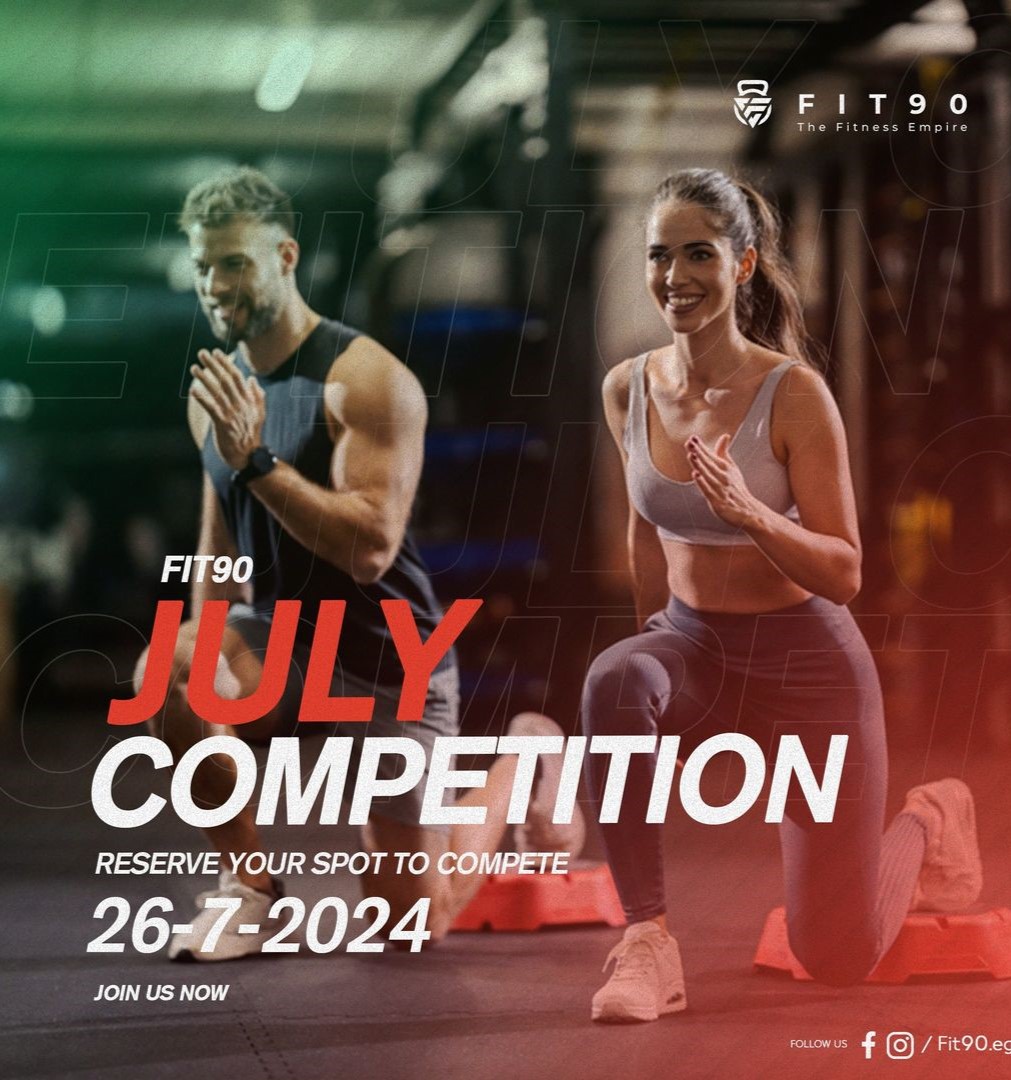 FIT90
The Fitness Empire
FIT90
JULY
COMPETITION
RESERVE YOUR SPOT TO COMPETE
26-7-2024
JOIN US NOW
FOLLOW US / Fit90.eg